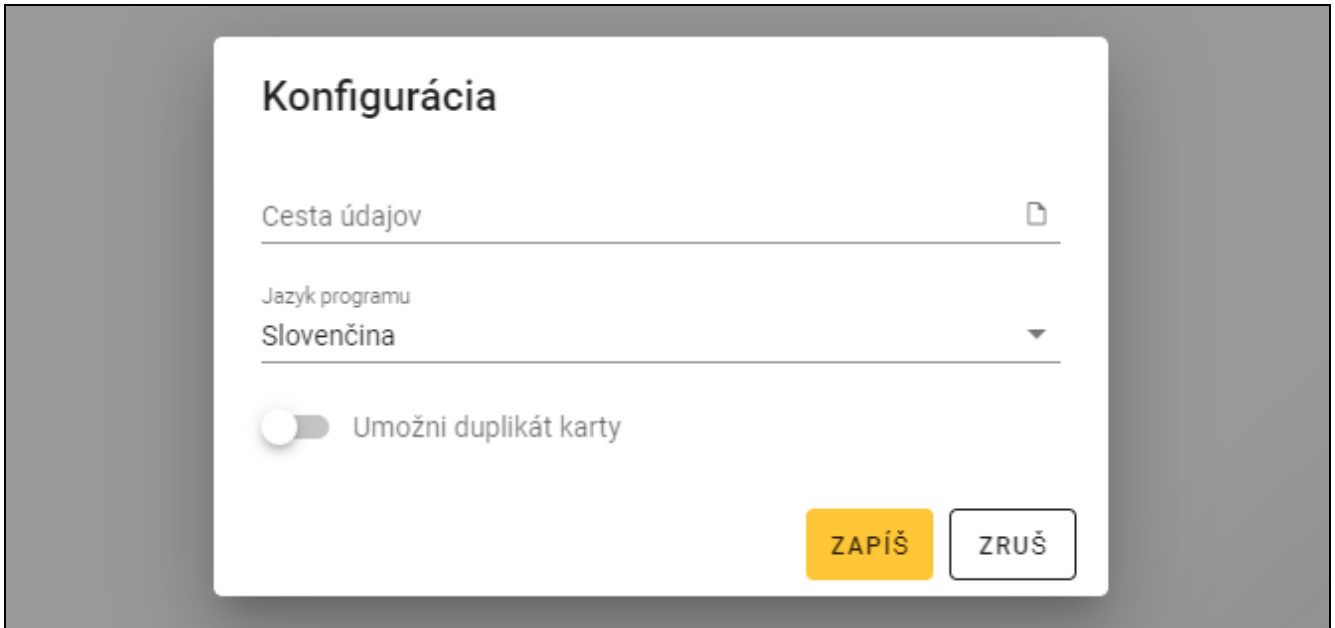 Konfigurácia
Cesta údajov
Jazyk programu
Slovenčina
Umožni duplikát karty
ZAPÍŠ ZRUŠ